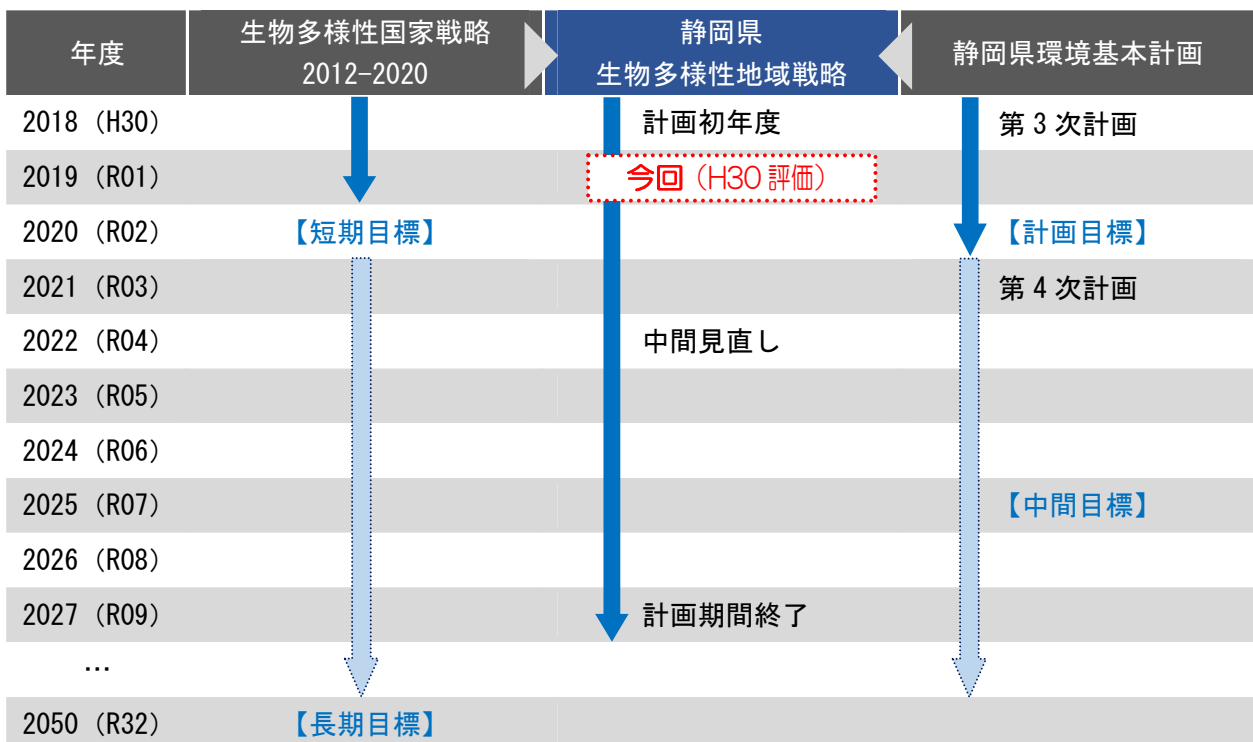 年度
生物多様性国家戦略
2012-2020
静岡県
生物多様性地域戦略
静岡県環境基本計画
2018 (H30)
計画初年度
第3次計画
2019 (R01)
今回（H30評価）
2020 (R02)
【短期目標】
【計画目標】
2021 (R03)
第4次計画
2022 (R04)
中間見直し
2023 (R05)
2024 (R06)
2025 (R07)
【中間目標】
2026 (R08)
2027 (R09)
計画期間終了
…
2050 (R32)
【長期目標】